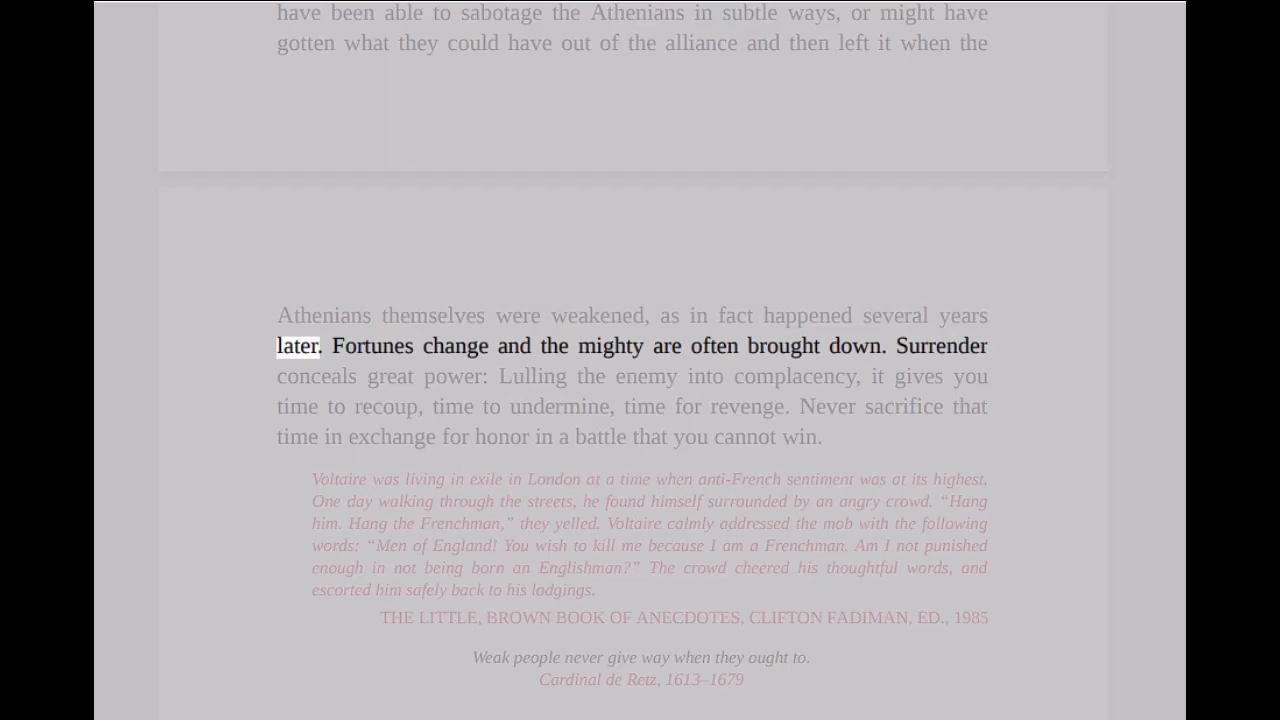 have been able to sabotage the Athenians in subtle ways, or might have
gotten what they could have out of the alliance and then left it when the
Athenians themselves were weakened, as in fact happened several years
later. Fortunes change and the mighty are often brought down. Surrender
conceals great power: Lulling the enemy into complacency, it gives you
time to recoup, time to undermine, time for revenge. Never sacrifice that
time in exchange for honor in a battle that you cannot win.
Voltaire was living in exile in London at a time when anti-French sentiment was at its highest.
One day walking through the streets, he found himself surrounded by an angry crowd. “Hang
him. Hang the Frenchman,” they yelled. Voltaire calmly addressed the mob with the following
words: “Men of England! You wish to kill me because I am a Frenchman. Am I not punished
enough in not being born an Englishman?” The crowd cheered his thoughtful words, and
escorted him safely back to his lodgings.
THE LITTLE, BROWN BOOK OF ANECDOTES, CLIFTON FADIMAN, ED., 1985
Weak people never give way when they ought to.
Cardinal de Retz, 1613–1679